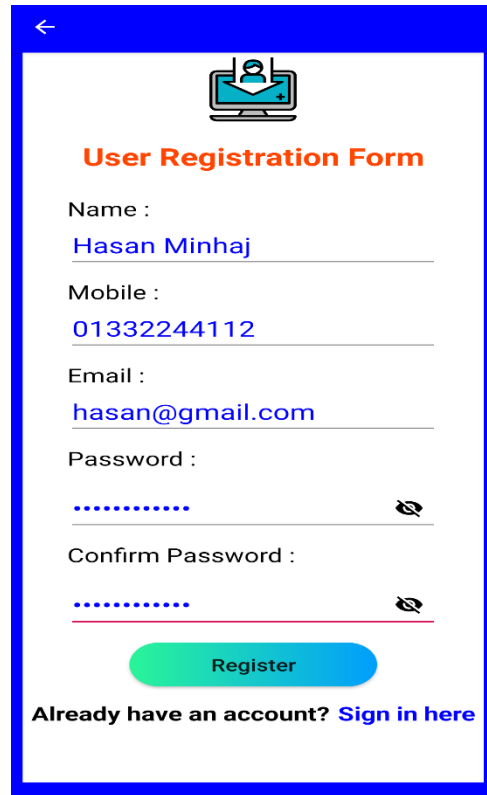 User Registration Form
Name :
Hasan Minhaj
Mobile :
01332244112
Email :
hasan@gmail.com
Password :
••••••••••••
Confirm Password :
••••••••••••
Register
Already have an account? Sign in here